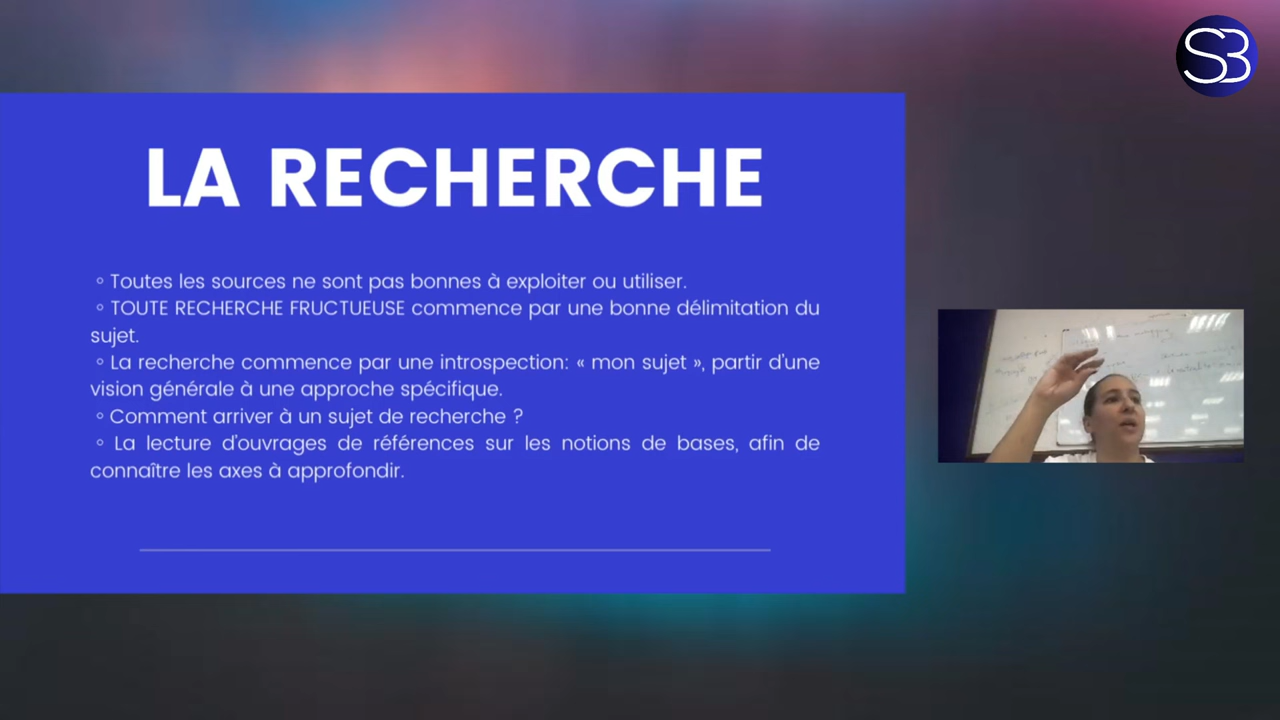 SB
LA RECHERCHE
◦ Toutes les sources ne sont pas bonnes à exploiter ou utiliser.
◦ TOUTE RECHERCHE FRUCTUEUSE commence par une bonne délimitation du
sujet.
◦ La recherche commence par une introspection: « mon sujet », partir d'une
vision générale à une approche spécifique.
◦ Comment arriver à un sujet de recherche ?
◦ La lecture d'ouvrages de références sur les notions de bases, afin de
connaître les axes à approfondir.